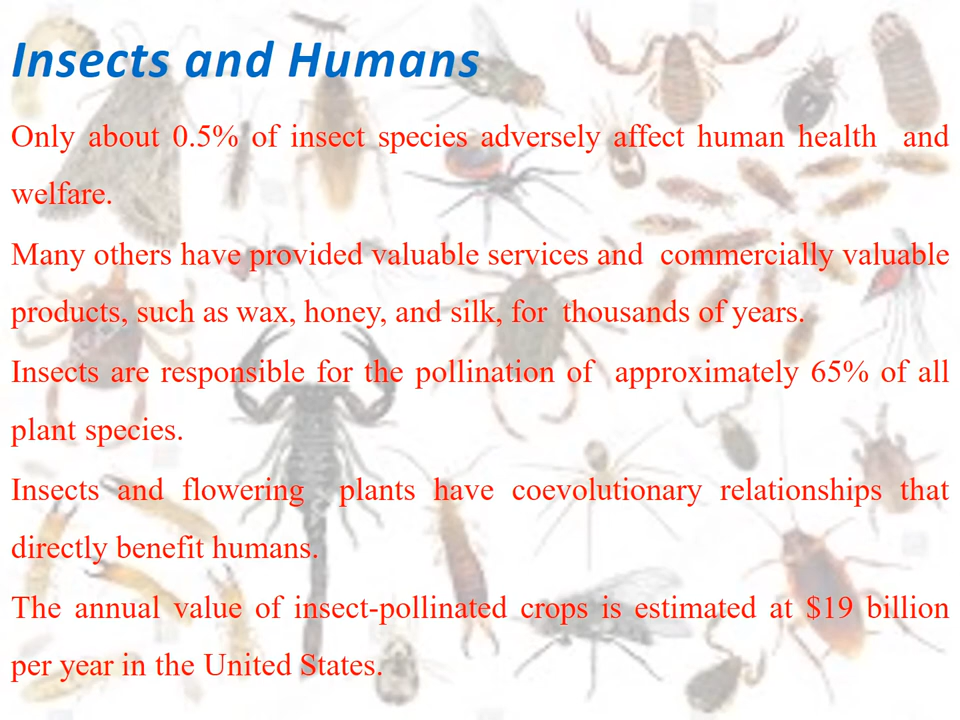 Insects and Humans
Only about 0.5% of insect species adversely affect human health and
welfare.
Many others have provided valuable services and commercially valuable
products, such as wax, honey, and silk, for thousands of years.
Insects are responsible for the pollination of approximately 65% of all
plant species.
Insects and flowering plants have coevolutionary relationships that
directly benefit humans.
The annual value of insect-pollinated crops is estimated at $19 billion
per year in the United States.